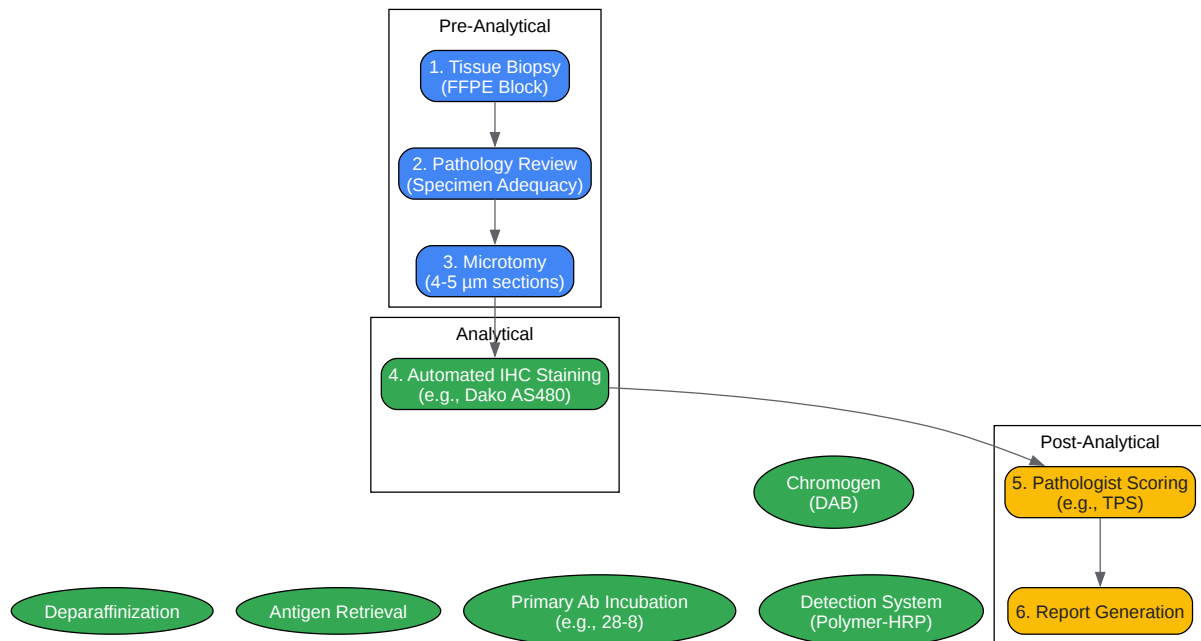 Pre-Analytical
1. Tissue Biopsy
(FFPE Block)
2. Pathology Review
(Specimen Adequacy)
3. Microtomy
(4-5 µm sections)
Analytical
4. Automated IHC Staining
(e.g., Dako AS480)
Post-Analytical
5. Pathologist Scoring
(e.g., TPS)
6. Report Generation
Chromogen
(DAB)
Deparaffinization
Antigen Retrieval
Primary Ab Incubation
(e.g., 28-8)
Detection System
(Polymer-HRP)